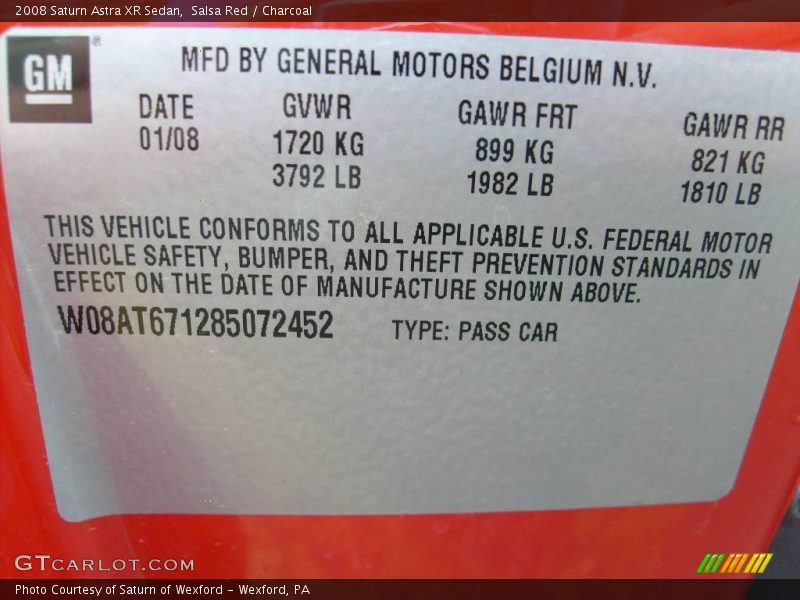 2008 Saturn Astra XR Sedan,  Salsa Red / Charcoal
GM
MFD BY GENERAL MOTORS BELGIUM N.V.
DATE GVWR GAWR FRT GAWR RR
01/08 1720 KG 899 KG 821 KG
3792 LB 1982 LB 1810 LB
THIS VEHICLE CONFORMS TO ALL APPLICABLE U.S. FEDERAL MOTOR
VEHICLE SAFETY, BUMPER, AND THEFT PREVENTION STANDARDS IN
EFFECT ON THE DATE OF MANUFACTURE SHOWN ABOVE.
W08AT671285072452 TYPE: PASS CAR
GTCARLOT.COM
Photo Courtesy of Saturn of Wexford - Wexford, PA